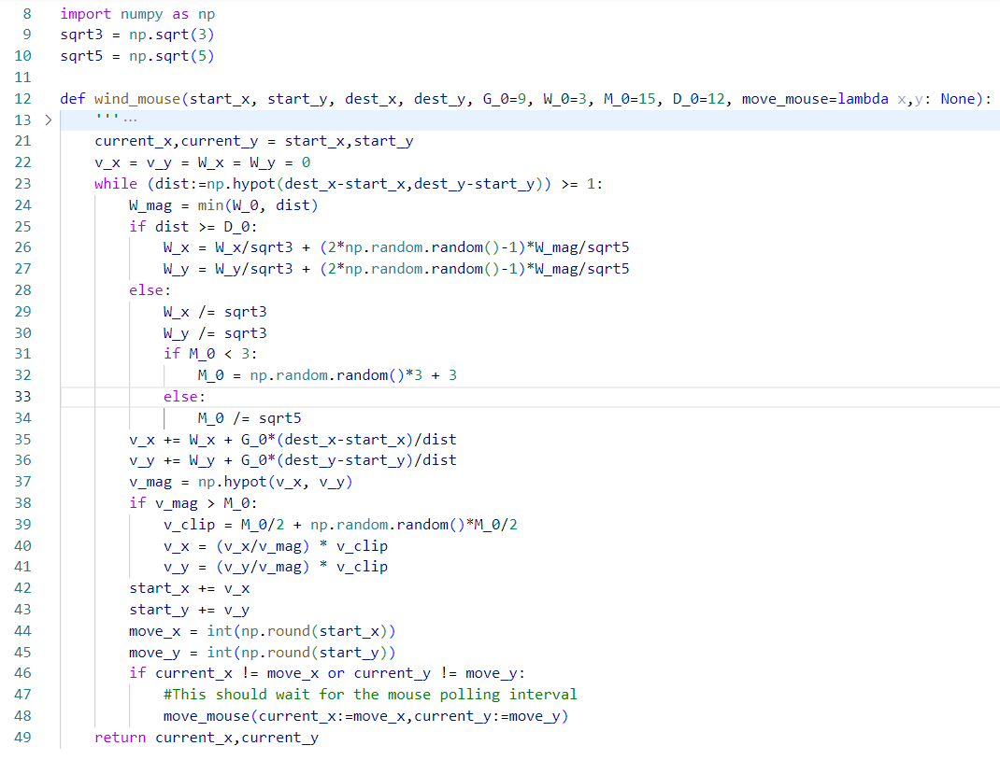 8 import numpy as np
9 sqrt3 = np.sqrt(3)
10 sqrt5 = np.sqrt(5)
11
12 def wind_mouse(start_x, start_y, dest_x, dest_y, G_0=9, W_0=3, M_0=15, D_0=12, move_mouse=lambda x,y: None):
13 > '''...
21 current_x,current_y = start_x,start_y
22 v_x = v_y = W_x = W_y = 0
23 while (dist:=np.hypot(dest_x-start_x,dest_y-start_y)) >= 1:
24 W_mag = min(W_0, dist)
25 if dist >= D_0:
26 W_x = W_x/sqrt3 + (2*np.random.random()-1)*W_mag/sqrt5
27 W_y = W_y/sqrt3 + (2*np.random.random()-1)*W_mag/sqrt5
28 else:
29 W_x /= sqrt3
30 W_y /= sqrt3
31 if M_0 < 3:
32 M_0 = np.random.random()*3 + 3
33 else:
34 M_0 /= sqrt5
35 v_x += W_x + G_0*(dest_x-start_x)/dist
36 v_y += W_y + G_0*(dest_y-start_y)/dist
37 v_mag = np.hypot(v_x, v_y)
38 if v_mag > M_0:
39 v_clip = M_0/2 + np.random.random()*M_0/2
40 v_x = (v_x/v_mag) * v_clip
41 v_y = (v_y/v_mag) * v_clip
42 start_x += v_x
43 start_y += v_y
44 move_x = int(np.round(start_x))
45 move_y = int(np.round(start_y))
46 if current_x != move_x or current_y != move_y:
47 #This should wait for the mouse polling interval
48 move_mouse(current_x:=move_x,current_y:=move_y)
49 return current_x,current_y